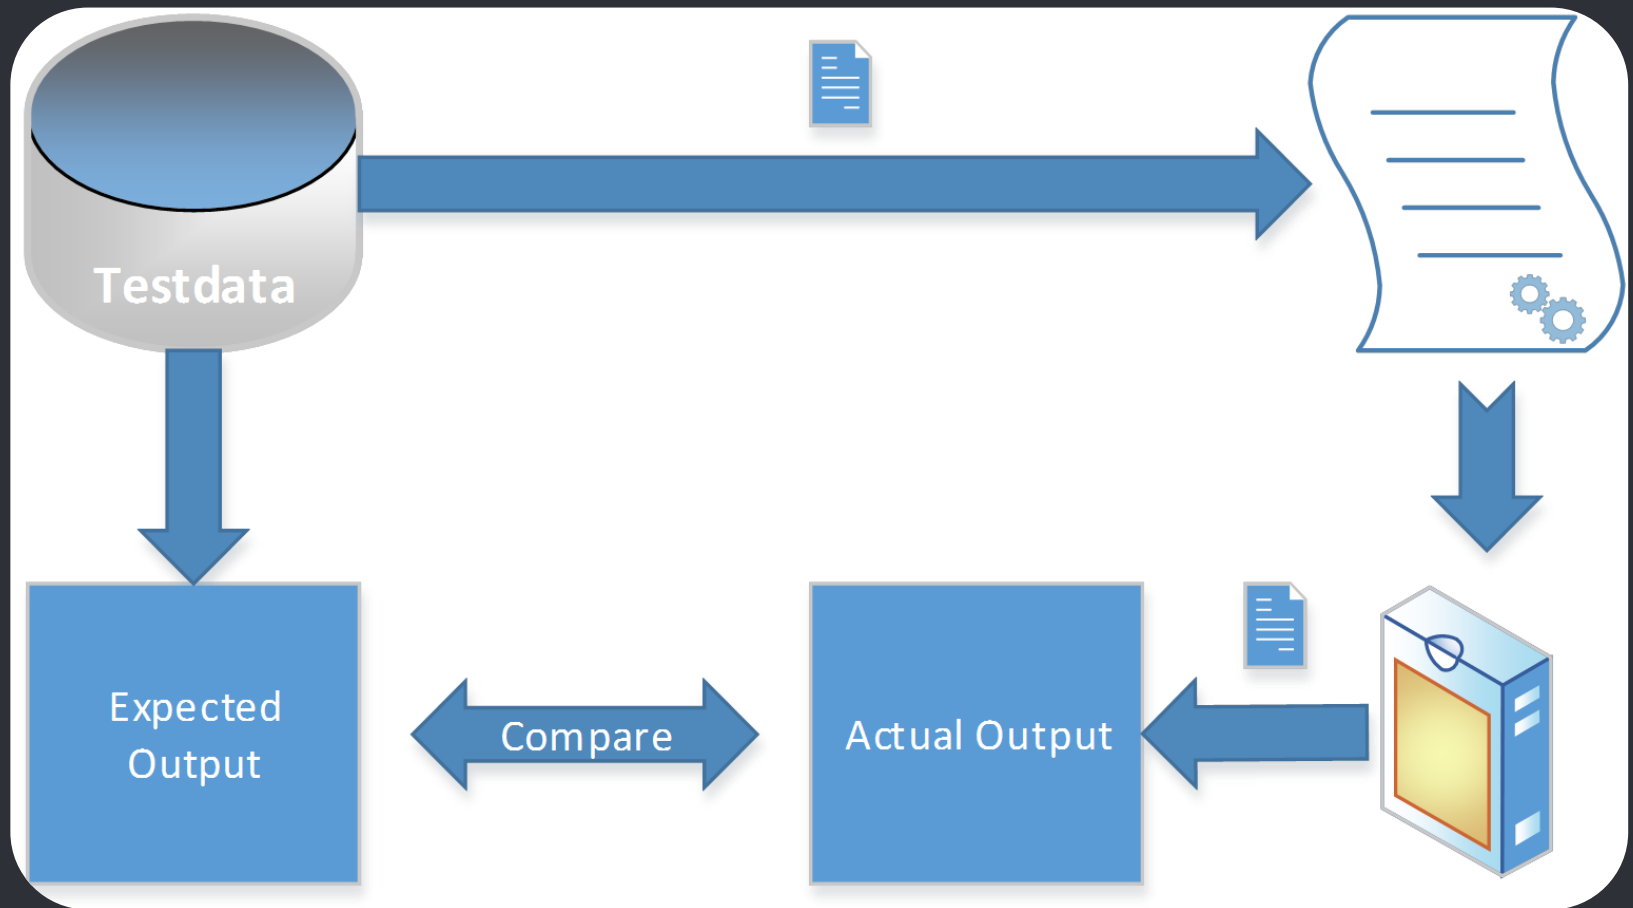 Testdata
Expected
Output
Compare
Actual Output